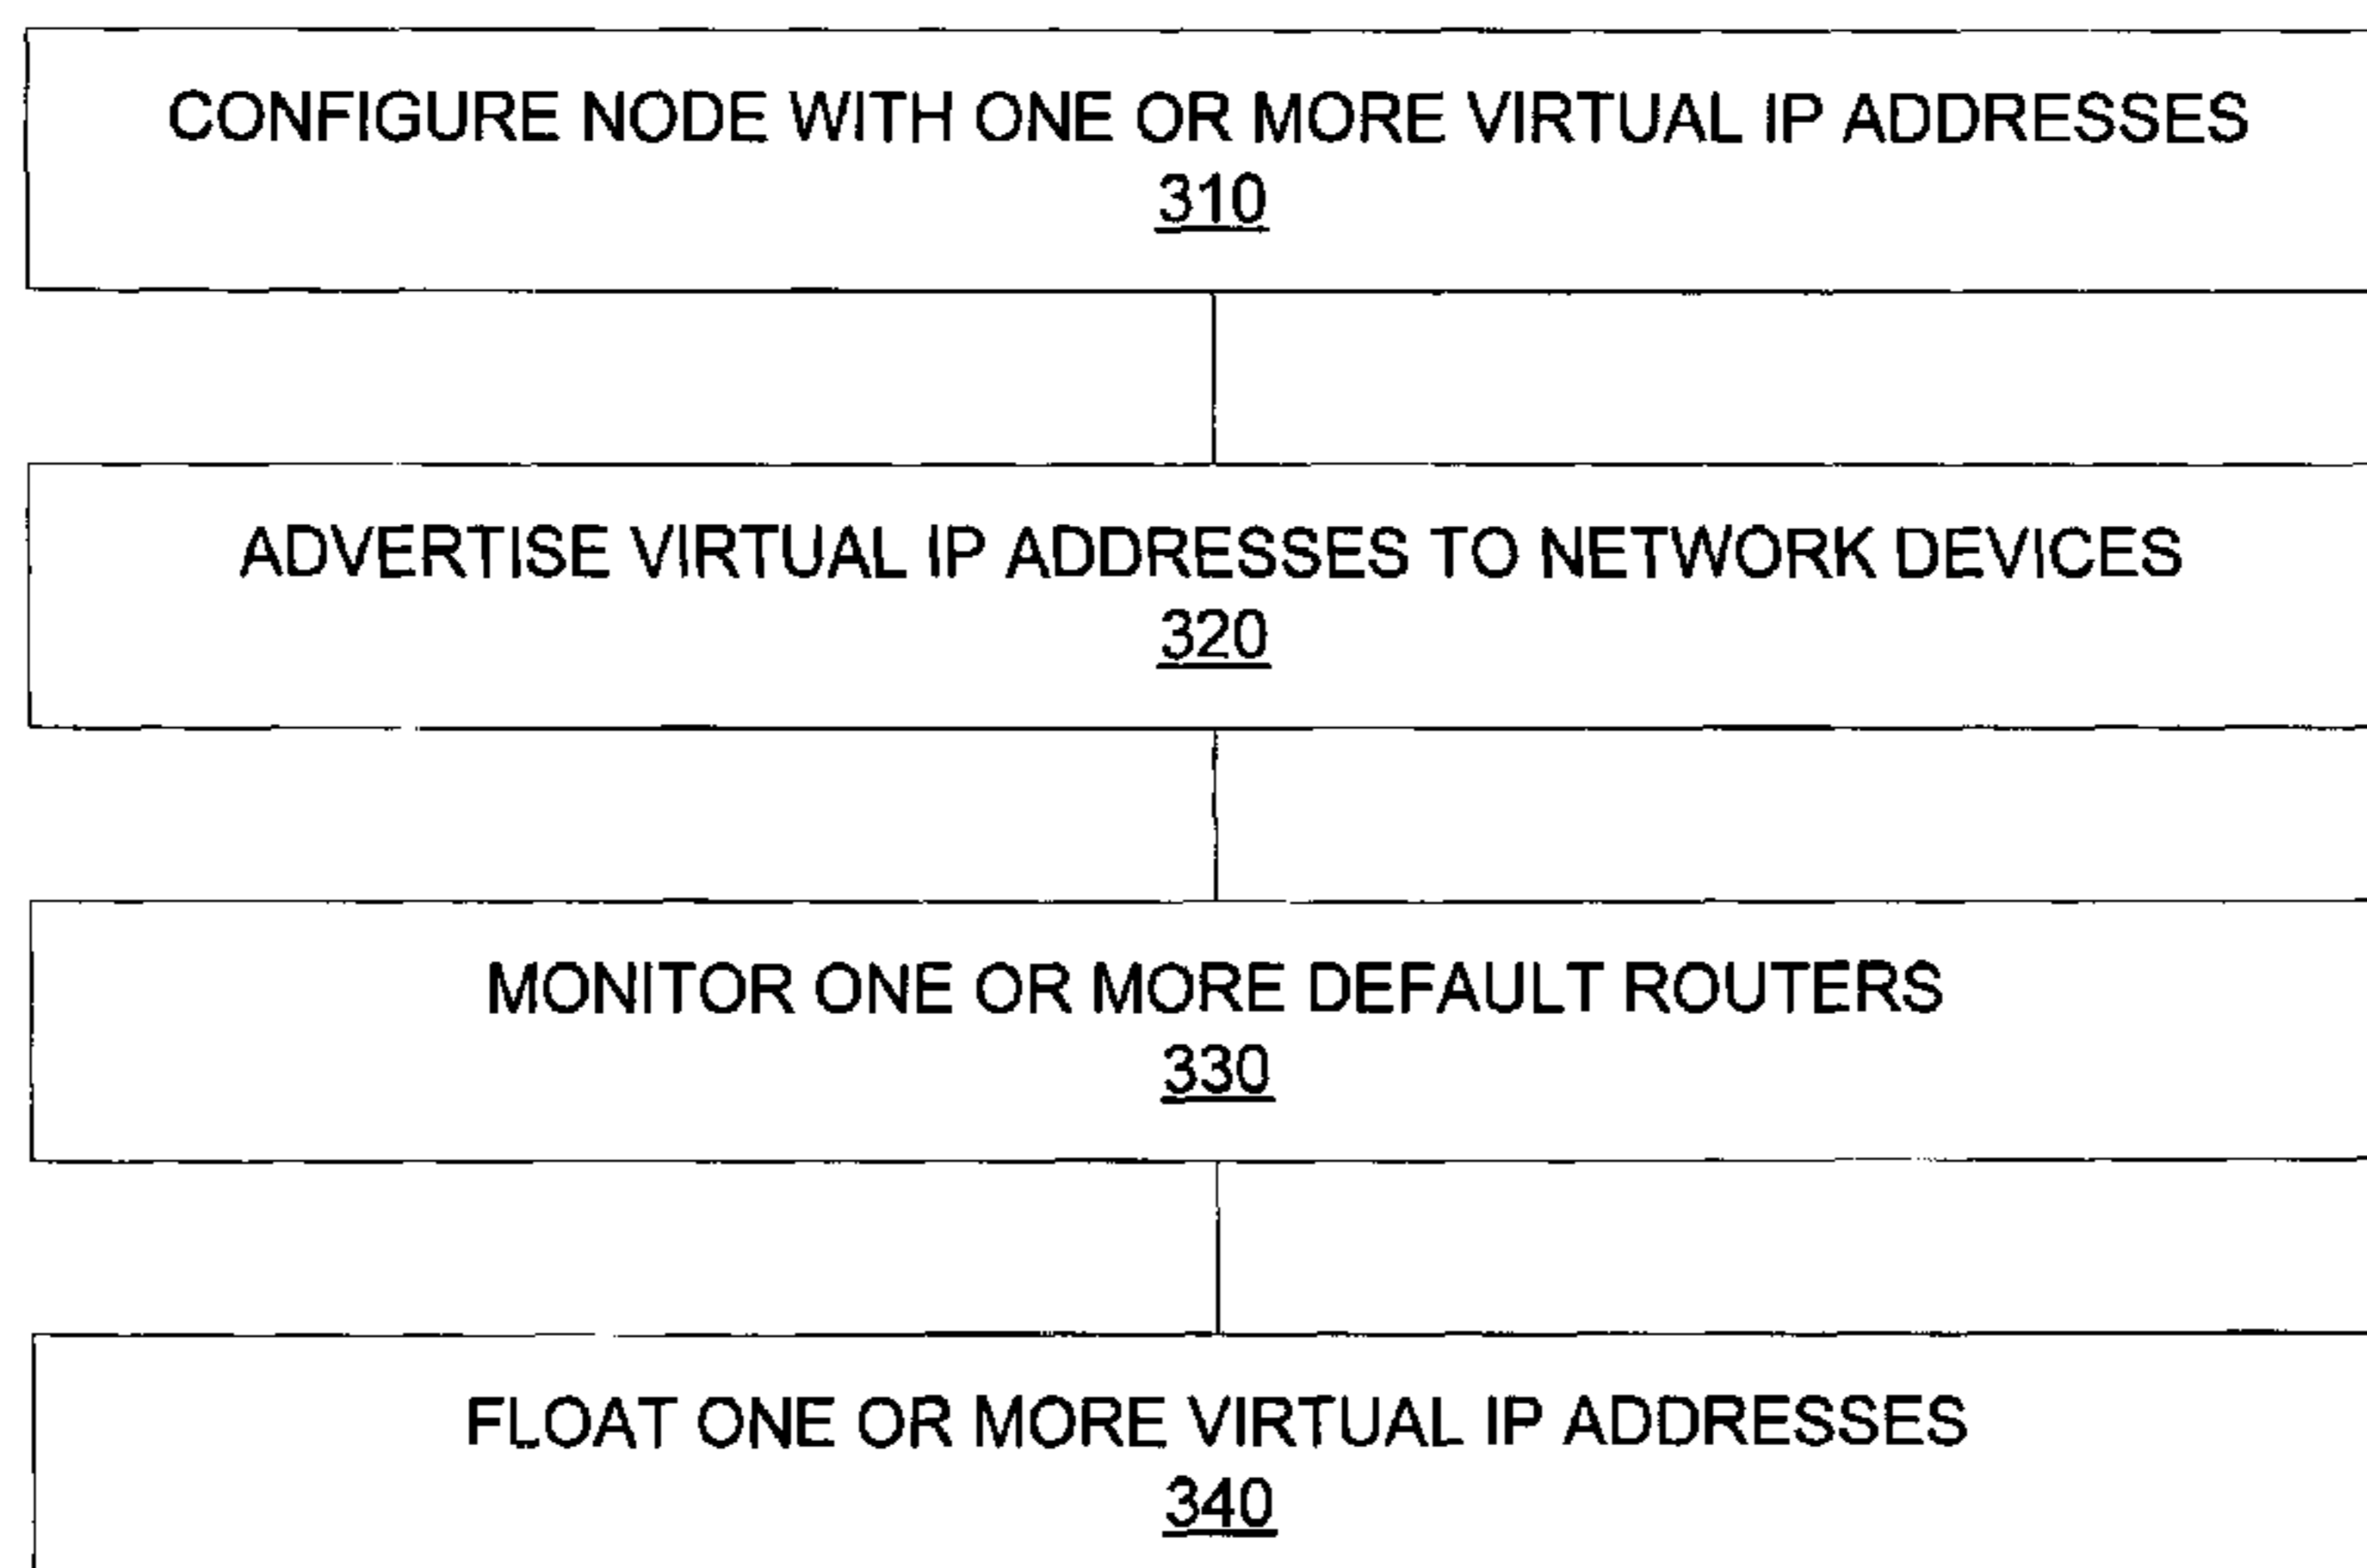 CONFIGURE NODE WITH ONE OR MORE VIRTUAL IP ADDRESSES
310
ADVERTISE VIRTUAL IP ADDRESSES TO NETWORK DEVICES
320
MONITOR ONE OR MORE DEFAULT ROUTERS
330
FLOAT ONE OR MORE VIRTUAL IP ADDRESSES
340